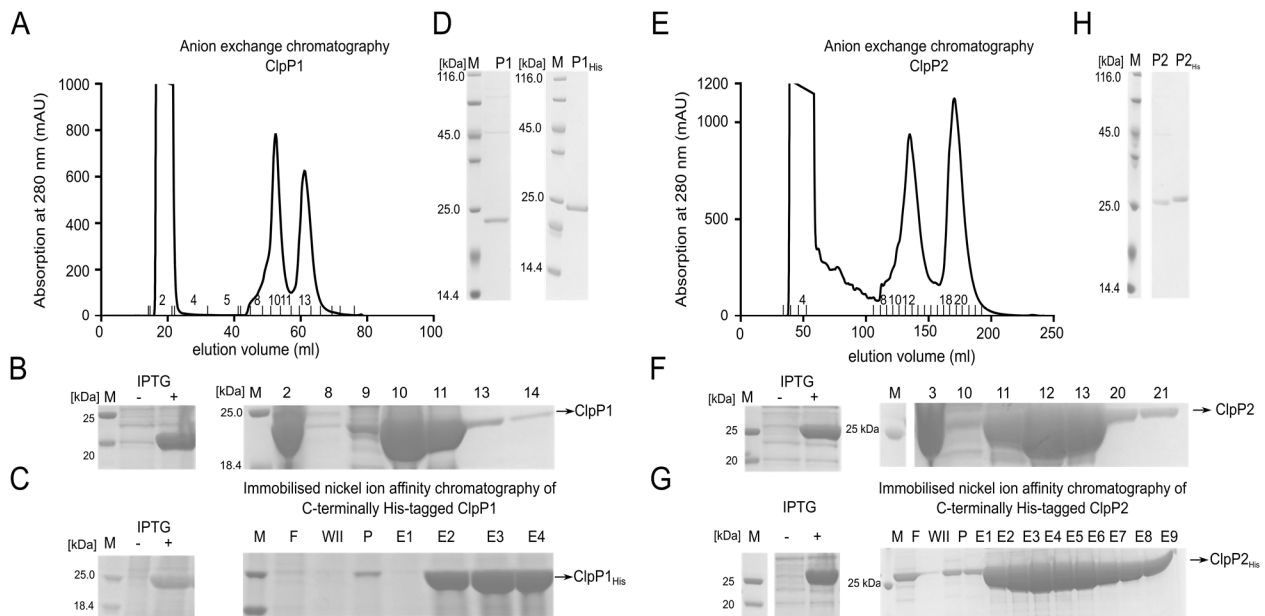 A
Anion exchange chromatography
ClpP1
Absorption at 280 nm (mAU)
1000
800
600
400
200
0
2 4 5 8 10 11 13
0 20 40 60 80 100
elution volume (ml)
D
[kDa] M P1 [kDa] M P1His
116.0
45.0
25.0
14.4
116.0
45.0
25.0
14.4
E
Anion exchange chromatography
ClpP2
Absorption at 280 nm (mAU)
1200
1000
500
0
4 8 10 12 18 20
0 50 100 150 200 250
elution volume (ml)
H
[kDa] M P2 P2His
116.0
45.0
25.0
14.4
B
IPTG
[kDa] M - +
25
22
20
[kDa] M 2 8 9 10 11 13 14
25.0
18.4
ClpP1
C
IPTG
[kDa] M - +
25.0
18.4
Immobilised nickel ion affinity chromatography of
C-terminally His-tagged ClpP1
M F WII P E1 E2 E3 E4
ClpP1His
F
IPTG
[kDa] M - +
25
20
M 3 10 11 12 13 20 21
25 kDa
ClpP2
G
IPTG
[kDa] M - +
25
20
Immobilised nickel ion affinity chromatography of
C-terminally His-tagged ClpP2
M F WII P E1 E2 E3 E4 E5 E6 E7 E8 E9
25 kDa
ClpP2His